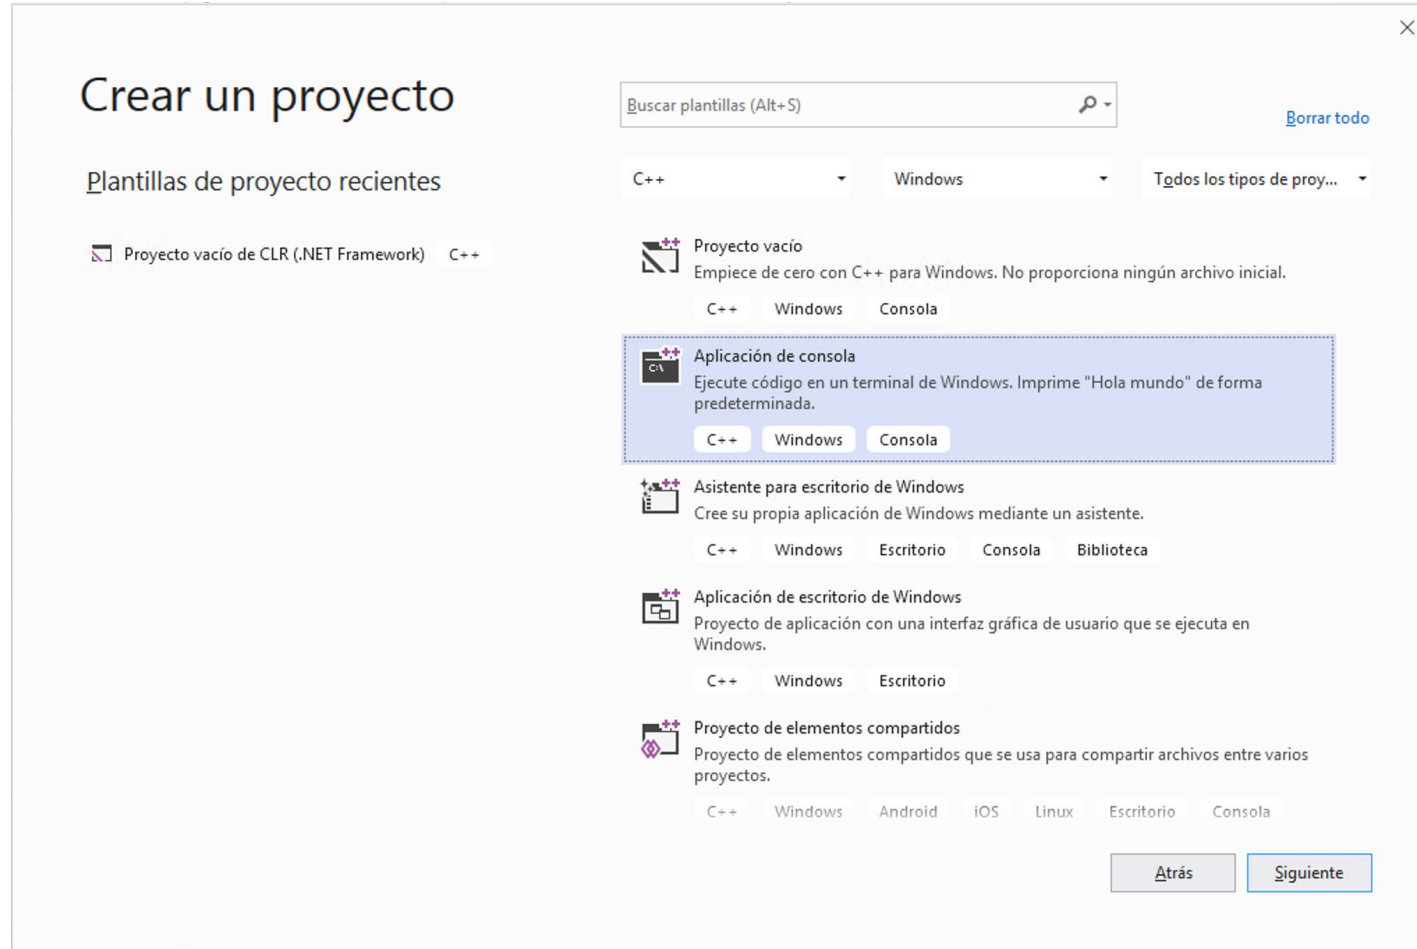 Crear un proyecto
Buscar plantillas (Alt+S)
Borrar todo
Plantillas de proyecto recientes
C++ Windows Todos los tipos de proy...
Proyecto vacío de CLR (.NET Framework) C++
Proyecto vacío
Empiece de cero con C++ para Windows. No proporciona ningún archivo inicial.
C++ Windows Consola
C:\
Aplicación de consola
Ejecute código en un terminal de Windows. Imprime "Hola mundo" de forma
predeterminada.
C++ Windows Consola
Asistente para escritorio de Windows
Cree su propia aplicación de Windows mediante un asistente.
C++ Windows Escritorio Consola Biblioteca
Aplicación de escritorio de Windows
Proyecto de aplicación con una interfaz gráfica de usuario que se ejecuta en
Windows.
C++ Windows Escritorio
Proyecto de elementos compartidos
Proyecto de elementos compartidos que se usa para compartir archivos entre varios
proyectos.
C++ Windows Android iOS Linux Escritorio Consola
Atrás Siguiente